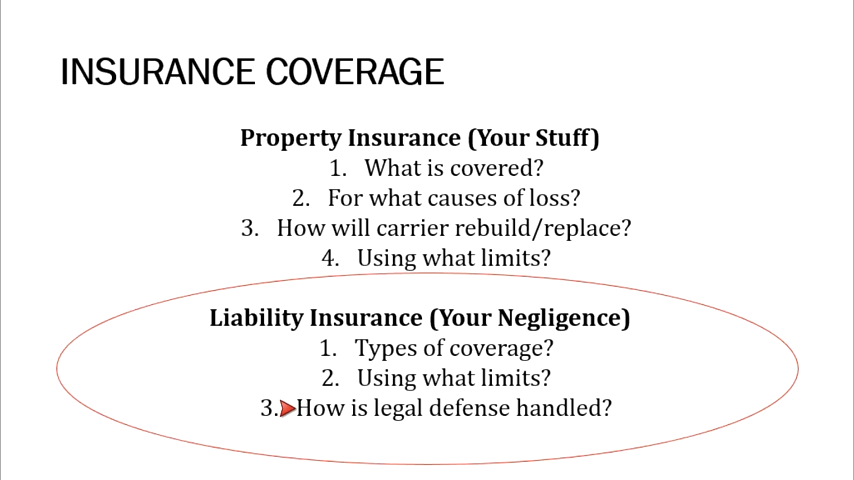 INSURANCE COVERAGE
Property Insurance (Your Stuff)
1. What is covered?
2. For what causes of loss?
3. How will carrier rebuild/replace?
4. Using what limits?
Liability Insurance (Your Negligence)
1. Types of coverage?
2. Using what limits?
3. How is legal defense handled?